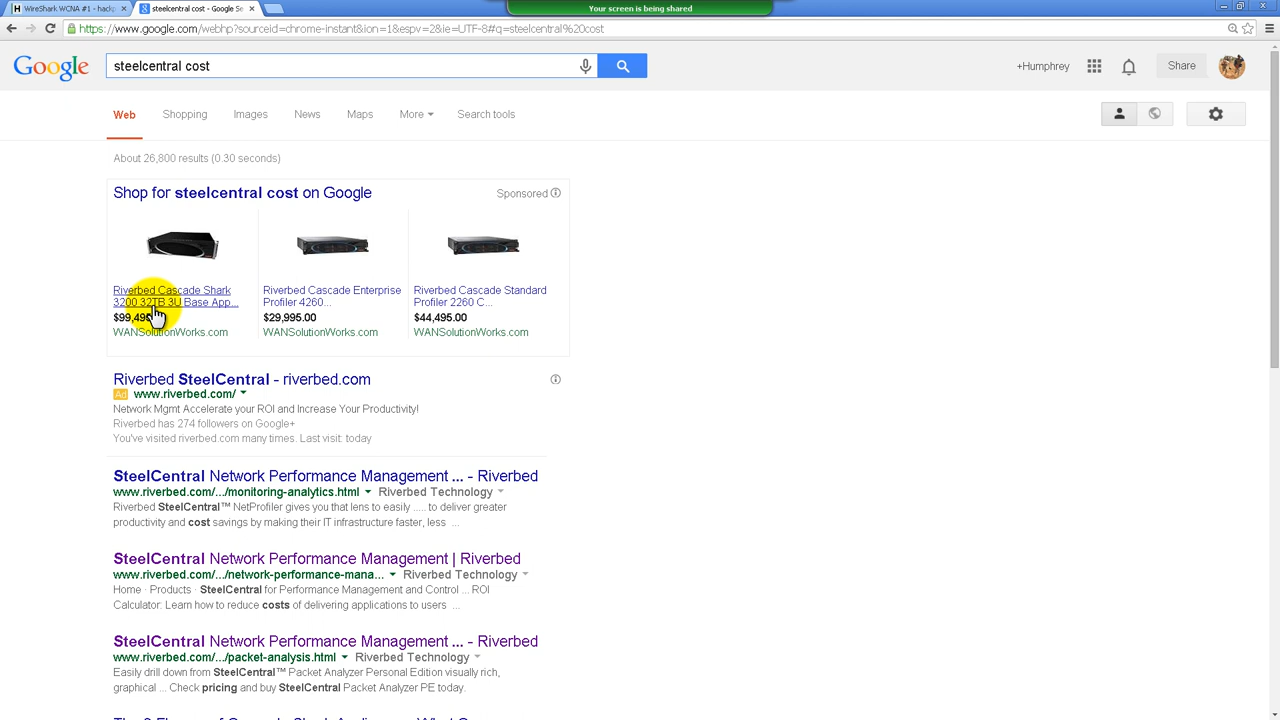 WireShark WCNA #1 - hack
steelcentral cost - Google Se
Your screen is being shared
https://www.google.com/webhp?sourceid=chrome-instant&ion=1&espv=2&ie=UTF-8#q=steelcentral%20cost
Google
steelcentral cost
+Humphrey
Share
Web Shopping Images News Maps More Search tools
About 26,800 results (0.30 seconds)
Shop for steelcentral cost on Google
Sponsored
Riverbed Cascade Shark
3200 32TB 3U Base App...
WANSolutionWorks.com
Riverbed Cascade Enterprise
Profiler 4260...
$29,995.00
WANSolutionWorks.com
Riverbed Cascade Standard
Profiler 2260 C...
$44,495.00
WANSolutionWorks.com
Riverbed SteelCentral - riverbed.com
Ad www.riverbed.com/
Network Mgmt Accelerate your ROI and Increase Your Productivity!
Riverbed has 274 followers on Google+
You've visited riverbed.com many times. Last visit: today
SteelCentral Network Performance Management ... - Riverbed
www.riverbed.com/.../monitoring-analytics.html Riverbed Technology
Riverbed SteelCentral™ NetProfiler gives you that lens to easily ..... to deliver greater
productivity and cost savings by making their IT infrastructure faster, less ...
SteelCentral Network Performance Management | Riverbed
www.riverbed.com/.../network-performance-mana... Riverbed Technology
Home · Products · SteelCentral for Performance Management and Control ... ROI
Calculator: Learn how to reduce costs of delivering applications to users ...
SteelCentral Network Performance Management ... - Riverbed
www.riverbed.com/.../packet-analysis.html Riverbed Technology
Easily drill down from SteelCentral™ Packet Analyzer Personal Edition visually rich,
graphical ... Check pricing and buy SteelCentral Packet Analyzer PE today.